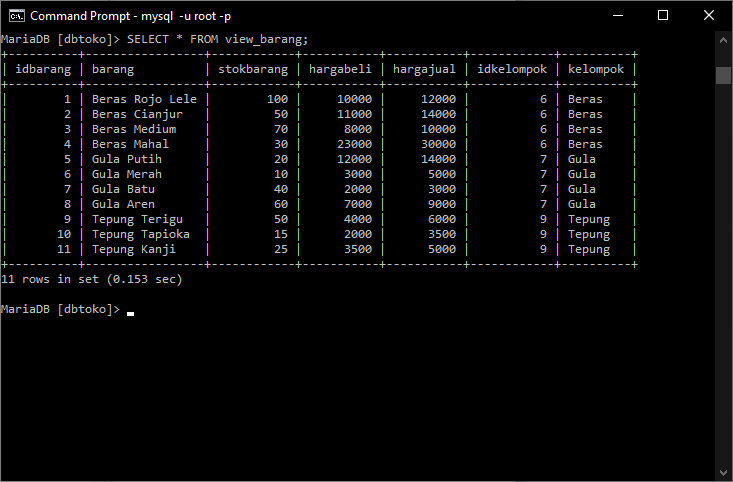 Command Prompt - mysql  -u root -p
MariaDB [dbtoko]> SELECT * FROM view_barang;
+----------+-----------------+------------+-----------+-----------+------------+----------+
| idbarang | barang          | stokbarang | hargabeli | hargajual | idkelompok | kelompok |
+----------+-----------------+------------+-----------+-----------+------------+----------+
|        1 | Beras Rojo Lele |        100 |     10000 |     12000 |          6 | Beras    |
|        2 | Beras Cianjur   |         50 |     11000 |     14000 |          6 | Beras    |
|        3 | Beras Medium    |         70 |      8000 |     10000 |          6 | Beras    |
|        4 | Beras Mahal     |         30 |     23000 |     30000 |          6 | Beras    |
|        5 | Gula Putih      |         20 |     12000 |     14000 |          7 | Gula     |
|        6 | Gula Merah      |         10 |      3000 |      5000 |          7 | Gula     |
|        7 | Gula Batu       |         40 |      2000 |      3000 |          7 | Gula     |
|        8 | Gula Aren       |         60 |      7000 |      9000 |          7 | Gula     |
|        9 | Tepung Terigu   |         50 |      4000 |      6000 |          9 | Tepung   |
|       10 | Tepung Tapioka  |         15 |      2000 |      3500 |          9 | Tepung   |
|       11 | Tepung Kanji    |         25 |      3500 |      5000 |          9 | Tepung   |
+----------+-----------------+------------+-----------+-----------+------------+----------+
11 rows in set (0.153 sec)
MariaDB [dbtoko]>